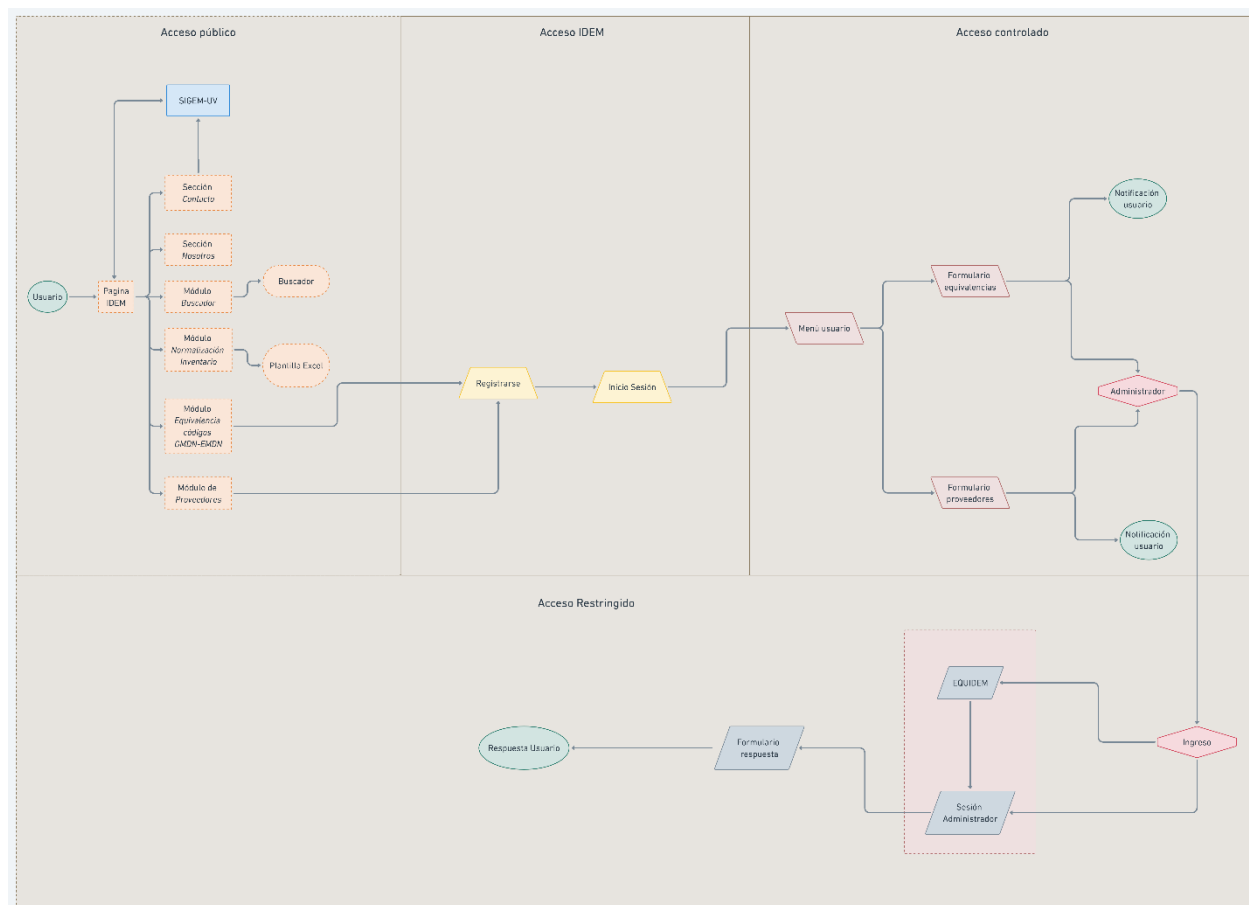 Acceso público
Acceso IDEM
Acceso controlado
SIGEM-UV
Sección
Contacto
Sección
Nosotros
Usuario
Pagina
IDEM
Módulo
Buscador
Buscador
Módulo
Normalización
Inventario
Plantilla Excel
Módulo
Equivalencia
códigos
GMDN-EMDN
Módulo de
Proveedores
Registrarse
Inicio Sesión
Menú usuario
Formulario
equivalencias
Notificación
usuario
Administrador
Formulario
proveedores
Notificación
usuario
Acceso Restringido
EQUIDEM
Ingreso
Sesión
Administrador
Formulario
respuesta
Respuesta Usuario